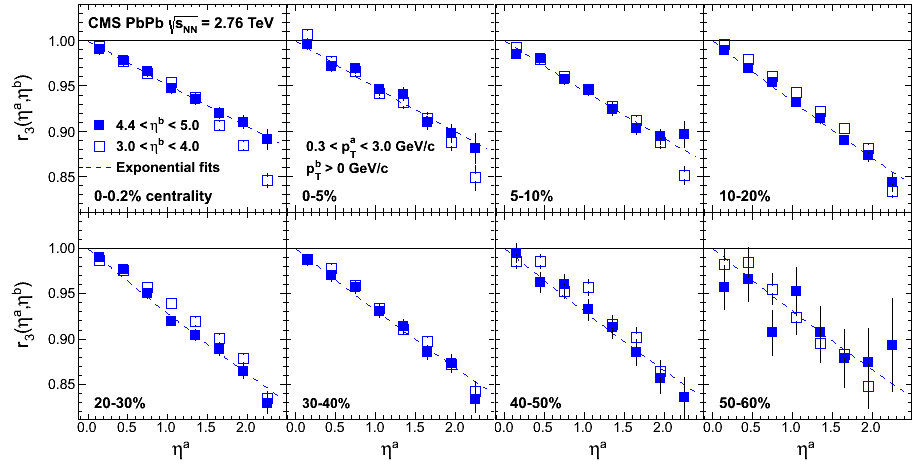 CMS PbPb √s_NN = 2.76 TeV
r₃(ηᵃ,ηᵇ)
1.00
0.95
0.90
0.85
4.4 < ηᵇ < 5.0
3.0 < ηᵇ < 4.0
Exponential fits
0-0.2% centrality
0.3 < p_T^a < 3.0 GeV/c
p_T^b > 0 GeV/c
0-5%
5-10%
10-20%
r₃(ηᵃ,ηᵇ)
1.00
0.95
0.90
0.85
20-30%
30-40%
40-50%
50-60%
0.0 0.5 1.0 1.5 2.0 0.0 0.5 1.0 1.5 2.0 0.0 0.5 1.0 1.5 2.0 0.0 0.5 1.0 1.5 2.0
ηᵃ ηᵃ ηᵃ ηᵃ